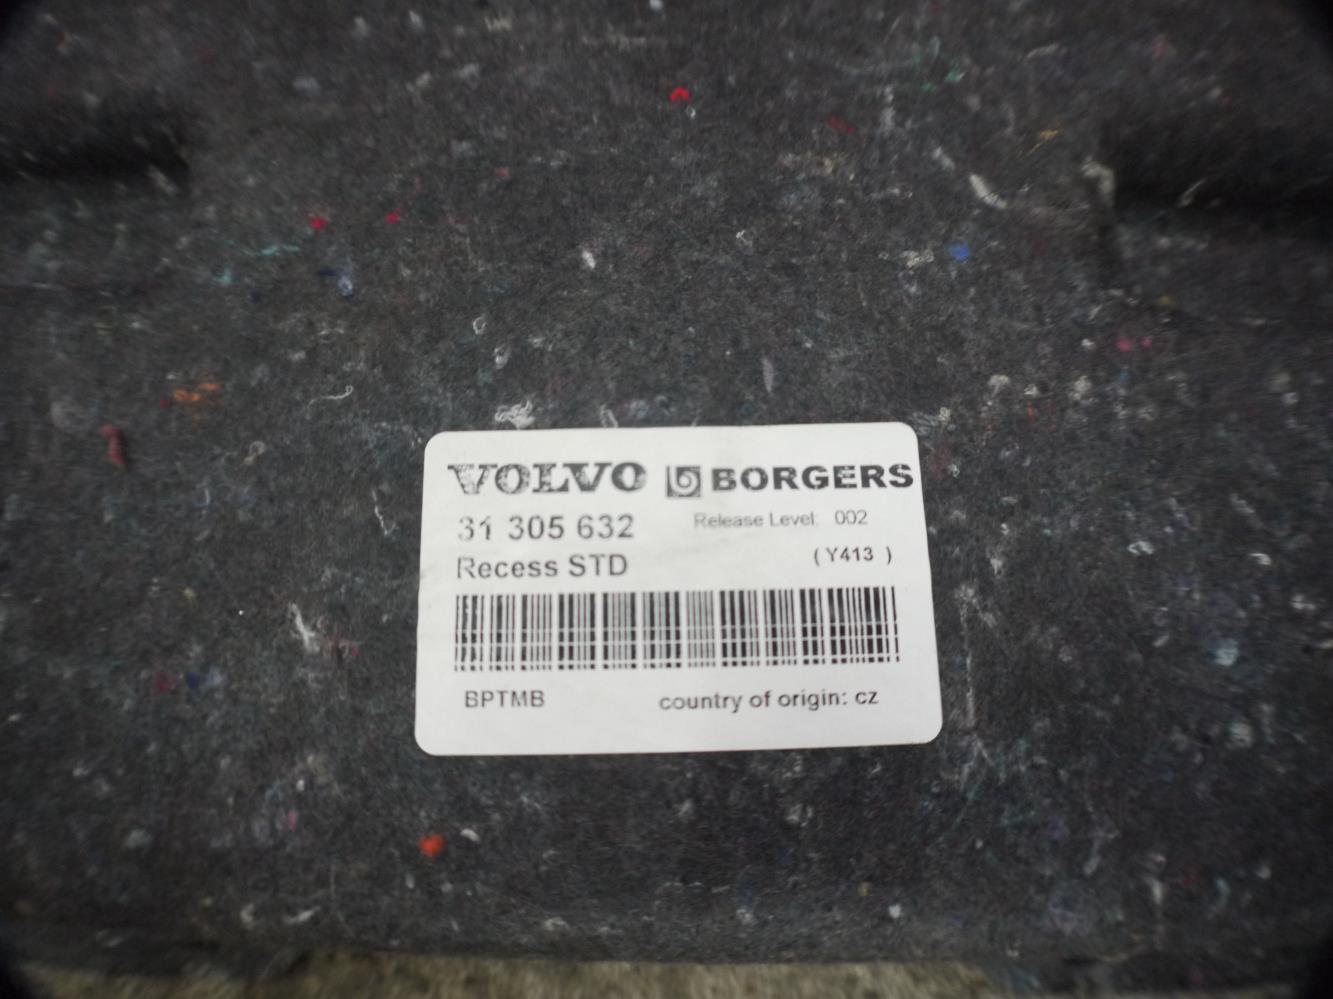 VOLVO BORGERS
31 305 632 Release Level: 002
Recess STD ( Y413 )
BPTMB country of origin: cz